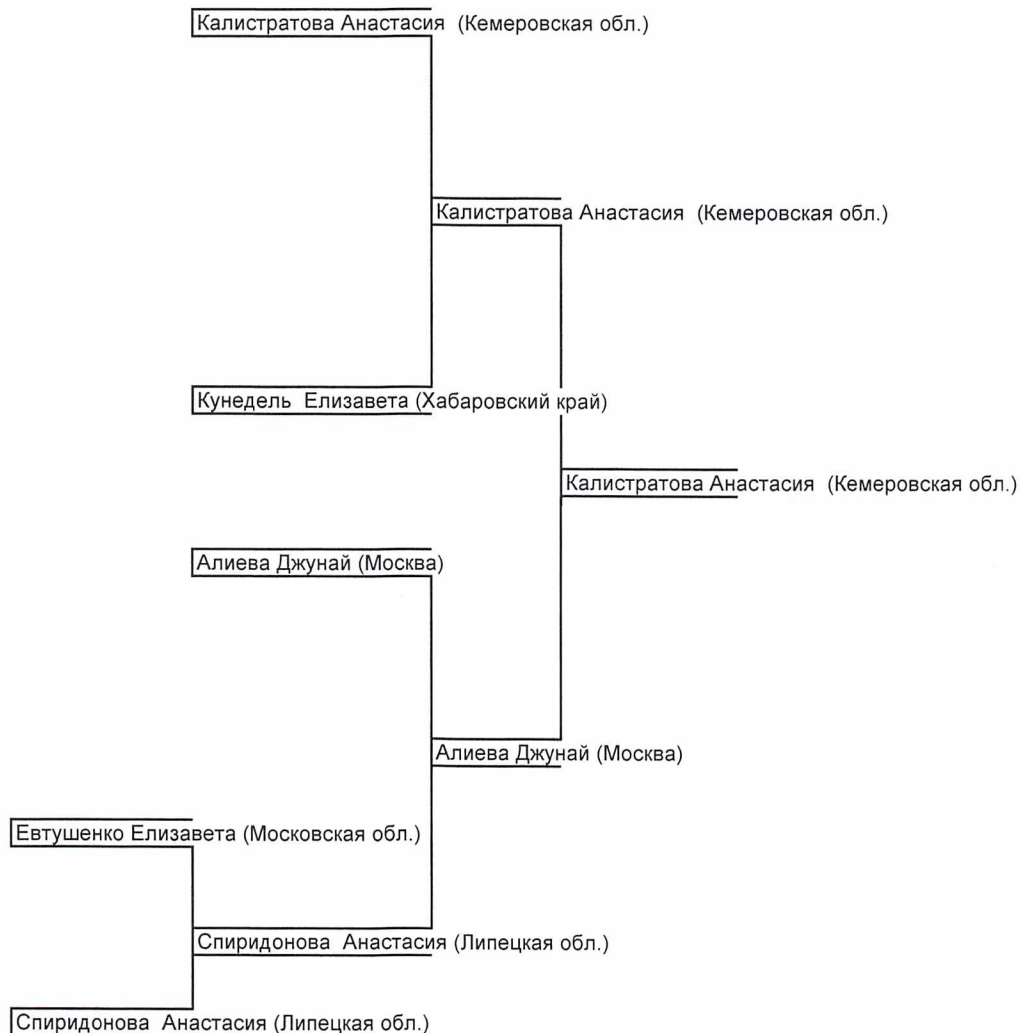 Калистратова Анастасия (Кемеровская обл.)
Калистратова Анастасия (Кемеровская обл.)
Кунедель Елизавета (Хабаровский край)
Калистратова Анастасия (Кемеровская обл.)
Алиева Джунай (Москва)
Алиева Джунай (Москва)
Евтушенко Елизавета (Московская обл.)
Спиридонова Анастасия (Липецкая обл.)
Спиридонова Анастасия (Липецкая обл.)